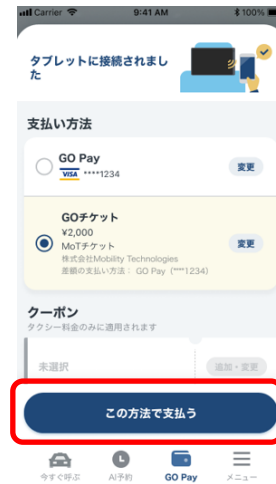 Carrier 9:41 AM 100%
タブレットに接続されまし
た
支払い方法
GO Pay
VISA ****1234
変更
GOチケット
¥2,000
MoTチケット
株式会社Mobility Technologies
差額の支払い方法： GO Pay (****1234)
変更
クーポン
タクシー料金のみに適用されます
未選択
追加・変更
この方法で支払う
今すぐ呼ぶ AI予約 GO Pay メニュー